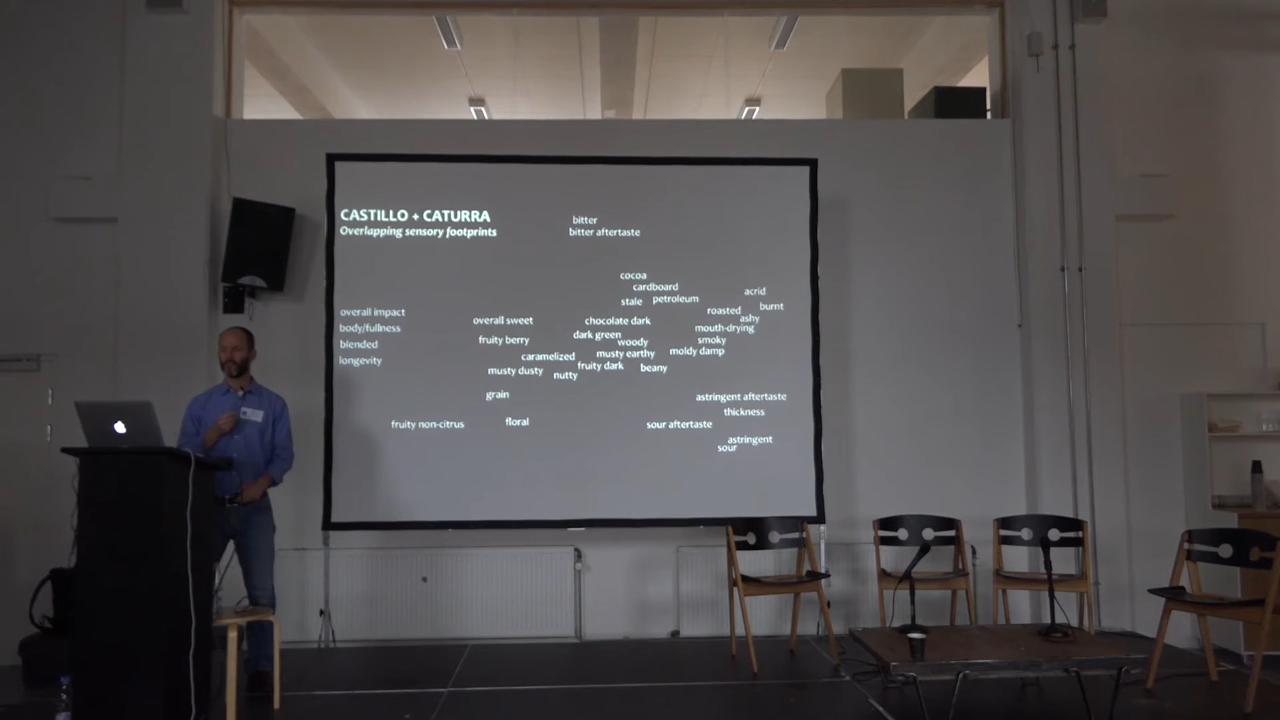 CASTILLO + CATURRA
Overlapping sensory footprints
bitter
bitter aftertaste
cocoa
cardboard
acrid
stale
petroleum
burnt
overall impact
roasted
ashy
overall sweet
chocolate dark
body/fullness
mouth-drying
dark green
fruity berry
woody
smoky
blended
musty earthy
moldy damp
caramelized
longevity
fruity dark
beany
musty dusty
nutty
grain
astringent aftertaste
thickness
fruity non-citrus
floral
sour aftertaste
astringent
sour